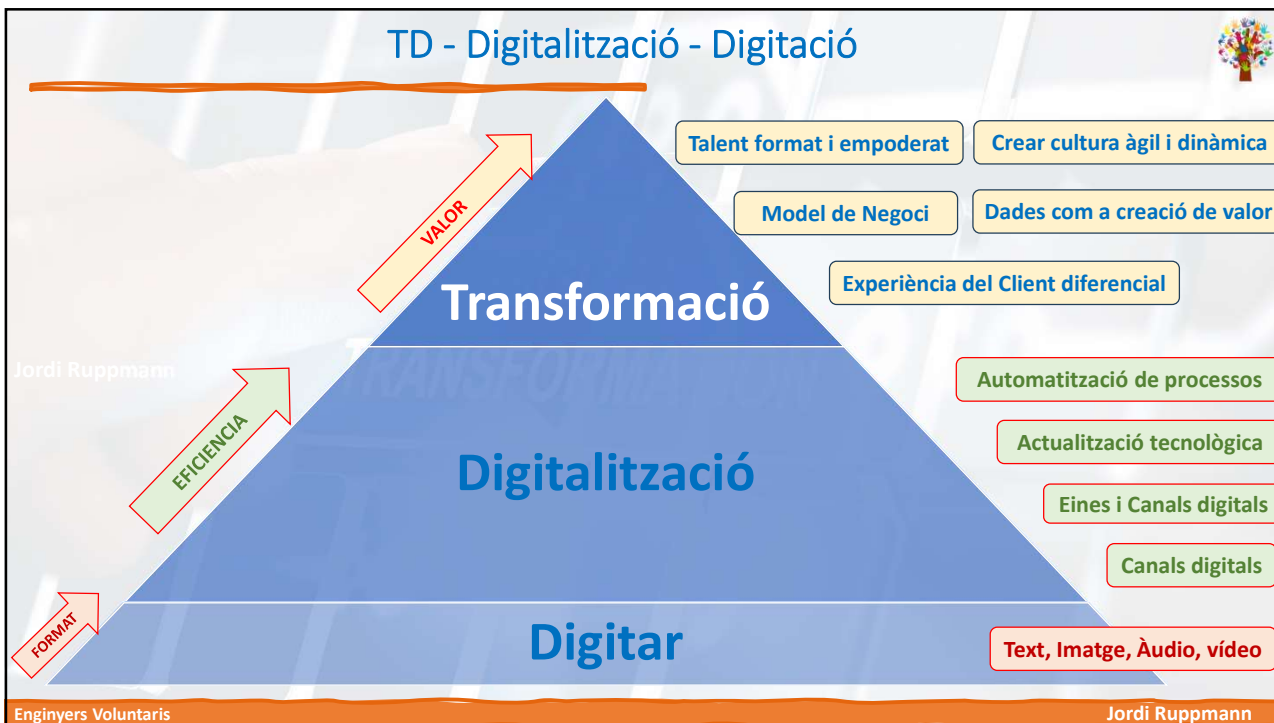 TD - Digitalització - Digitació
Talent format i empoderat
Crear cultura àgil i dinàmica
VALOR
Model de Negoci
Dades com a creació de valor
Experiència del Client diferencial
Transformació
Jordi Ruppmann
TRANSFORMATION
Automatització de processos
EFICIENCIA
Actualització tecnològica
Digitalització
Eines i Canals digitals
Canals digitals
FORMAT
Digitar
Text, Imatge, Àudio, vídeo
Enginyers Voluntaris
Jordi Ruppmann